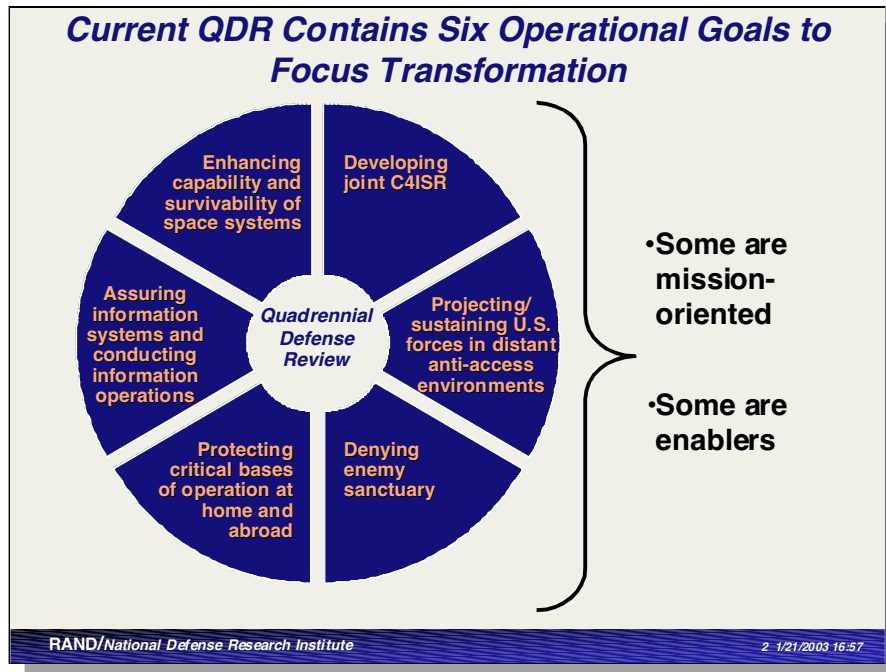 Current QDR Contains Six Operational Goals to
Focus Transformation
Enhancing
capability and
survivability of
space systems
Developing
joint C4ISR
Assuring
information
systems and
conducting
information
operations
Quadrennial
Defense
Review
Projecting/
sustaining U.S.
forces in distant
anti-access
environments
Protecting
critical bases
of operation at
home and
abroad
Denying
enemy
sanctuary
•Some are
mission-
oriented
•Some are
enablers
RAND/National Defense Research Institute
2 1/21/2003 16:57